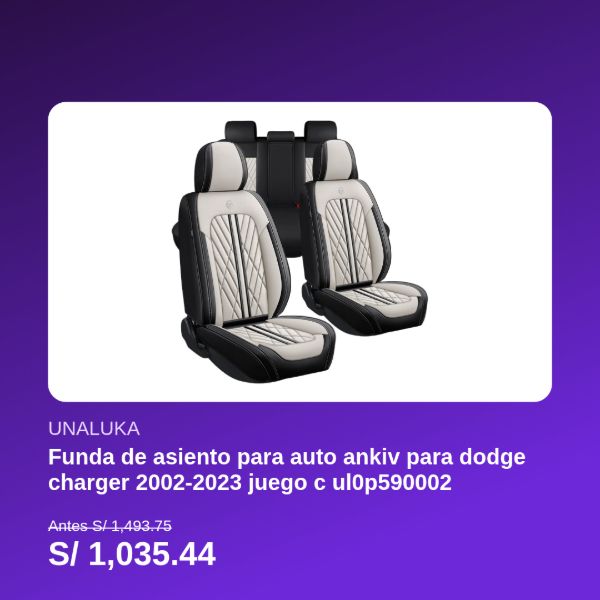 UNALUKA
Funda de asiento para auto ankiv para dodge
charger 2002-2023 juego c ul0p590002
Antes S/ 1,493.75
S/ 1,035.44